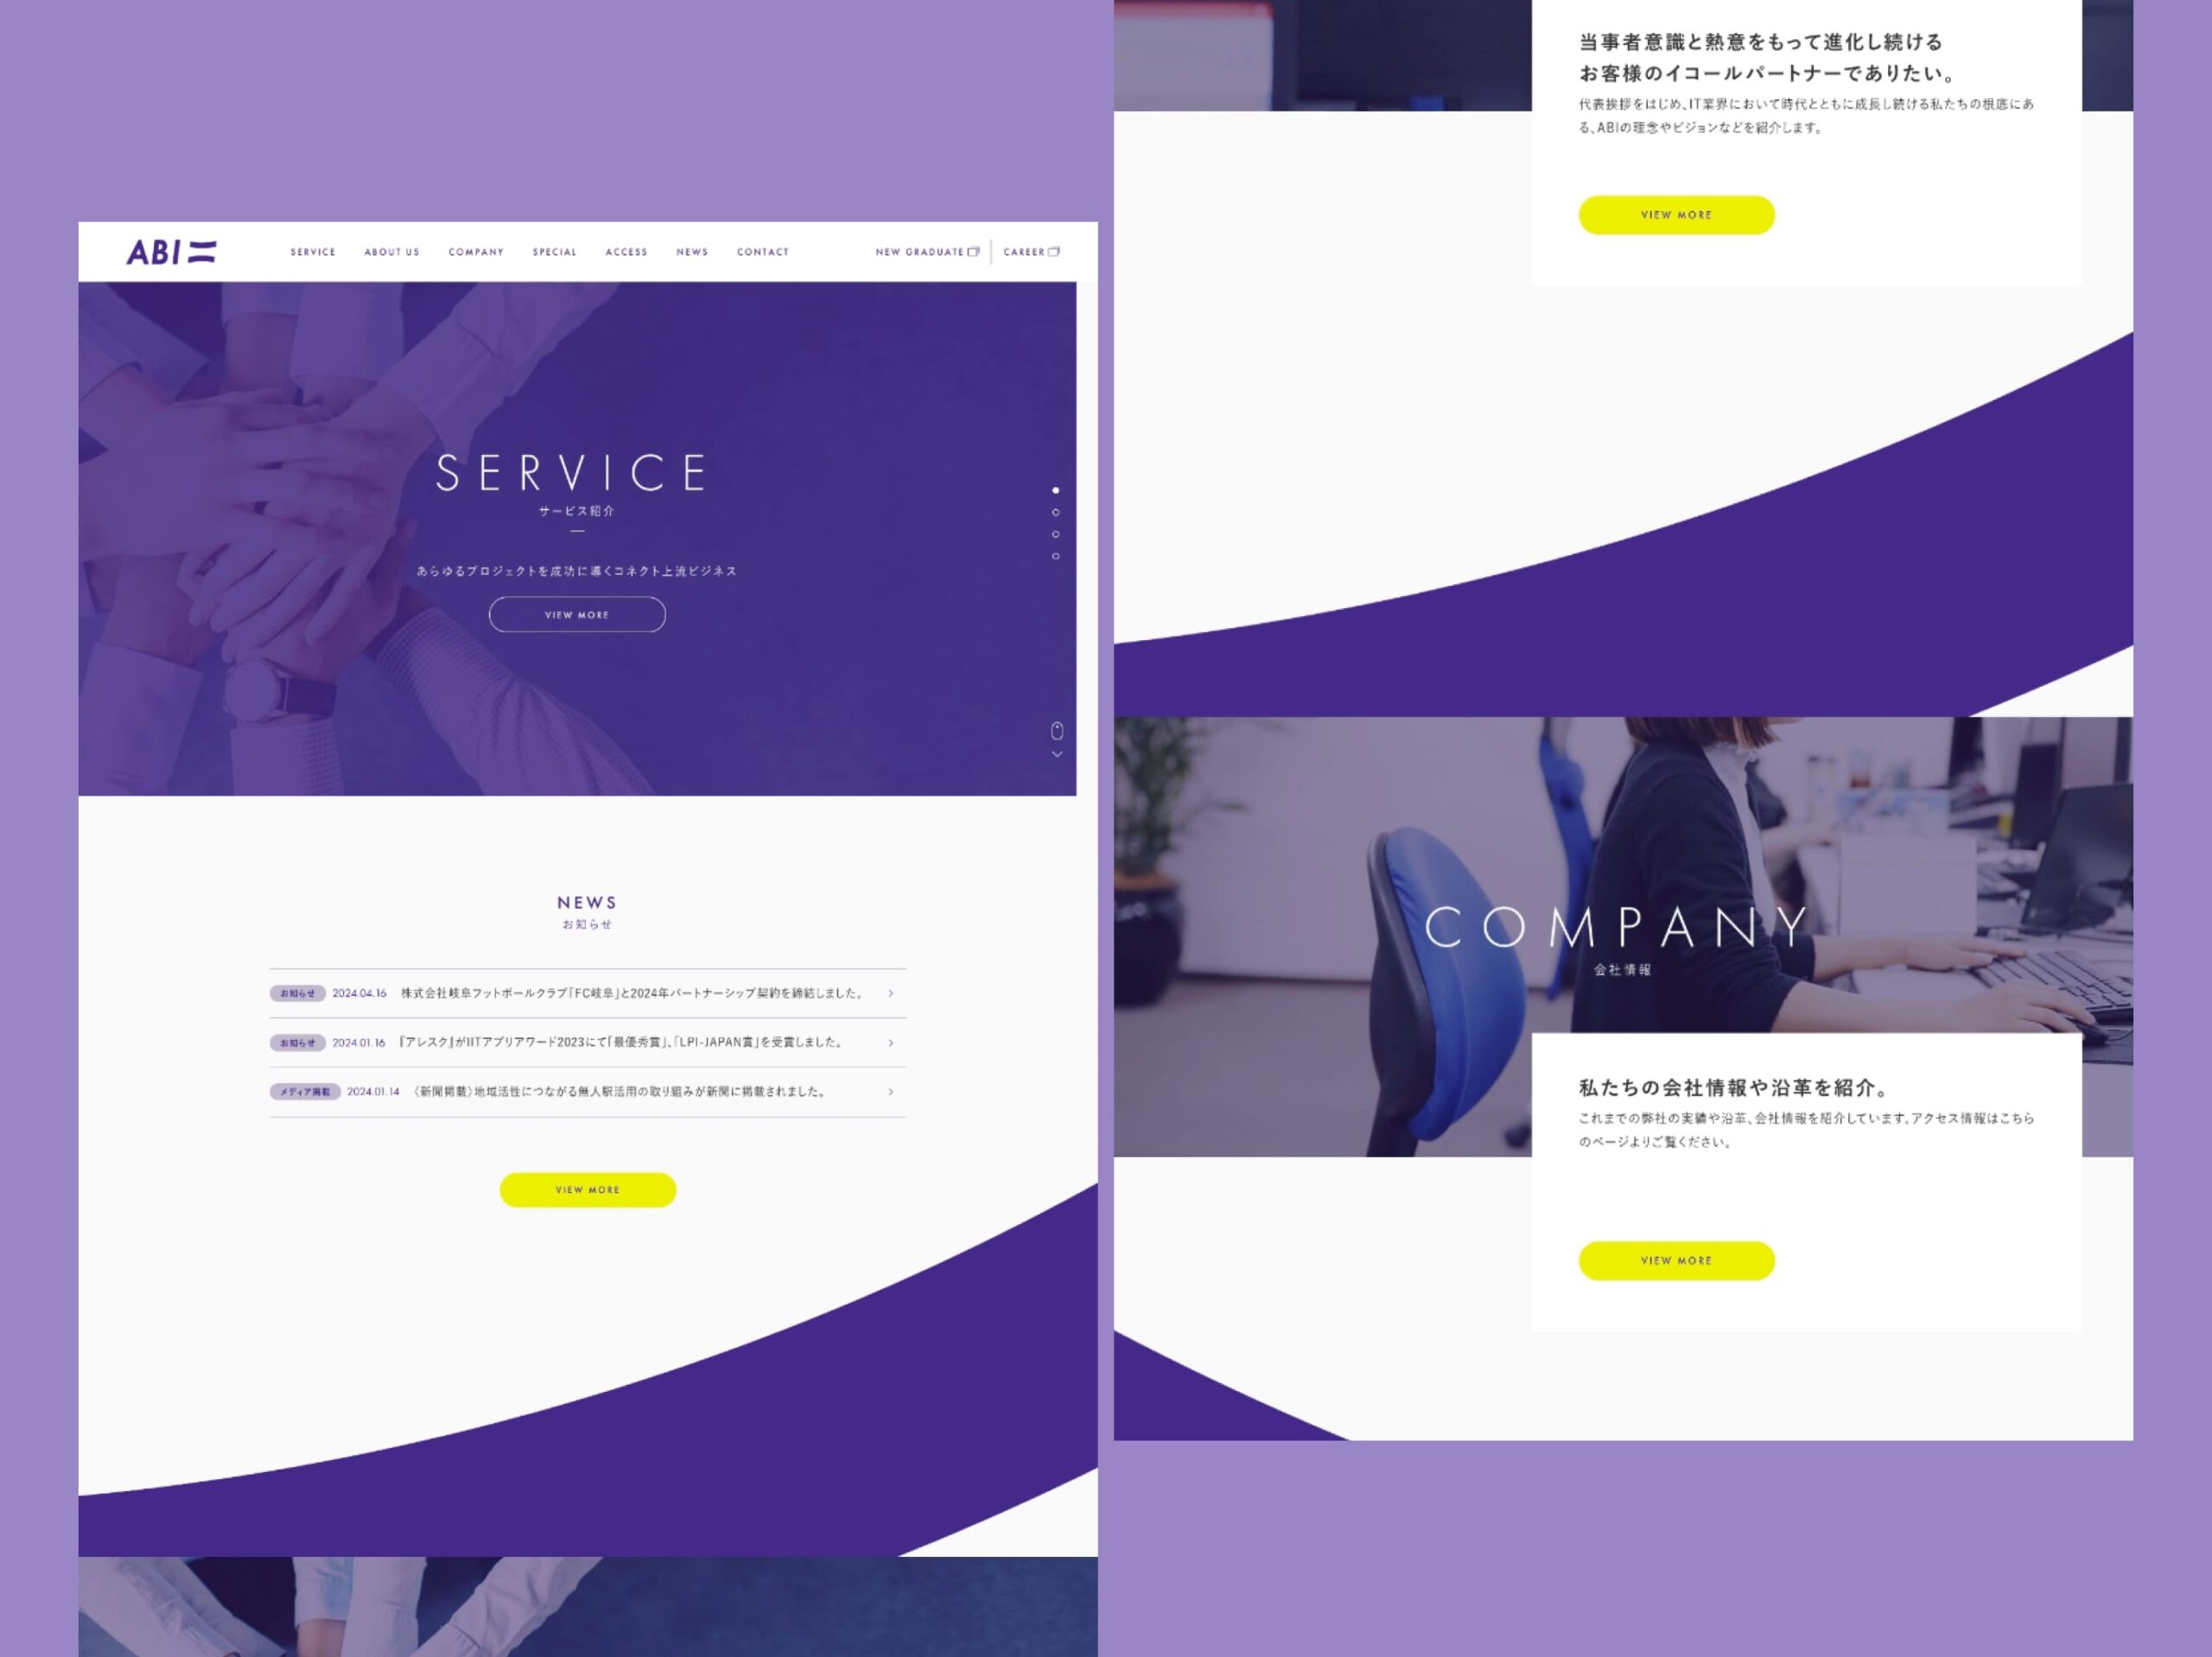 ABI
SERVICE ABOUT US COMPANY SPECIAL ACCESS NEWS CONTACT NEW GRADUATE CAREER
SERVICE
サービス紹介
あらゆるプロジェクトを成功に導くコネクト上流ビジネス
VIEW MORE
NEWS
お知らせ
お知らせ 2024.04.16 株式会社岐阜フットボールクラブ「FC岐阜」と2024年パートナーシップ契約を締結しました。
お知らせ 2024.01.16 『アレスク』がIITアプリアワード2023にて「最優秀賞」、「LPI-JAPAN賞」を受賞しました。
メディア掲載 2024.01.14 〈新聞掲載〉地域活性につながる無人駅活用の取り組みが新聞に掲載されました。
VIEW MORE
当事者意識と熱意をもって進化し続ける
お客様のイコールパートナーでありたい。
代表挨拶をはじめ、IT業界において時代とともに成長し続ける私たちの根底にあ
る、ABIの理念やビジョンなどを紹介します。
VIEW MORE
COMPANY
会社情報
私たちの会社情報や沿革を紹介。
これまでの弊社の実績や沿革、会社情報を紹介しています。アクセス情報はこちら
のページよりご覧ください。
VIEW MORE